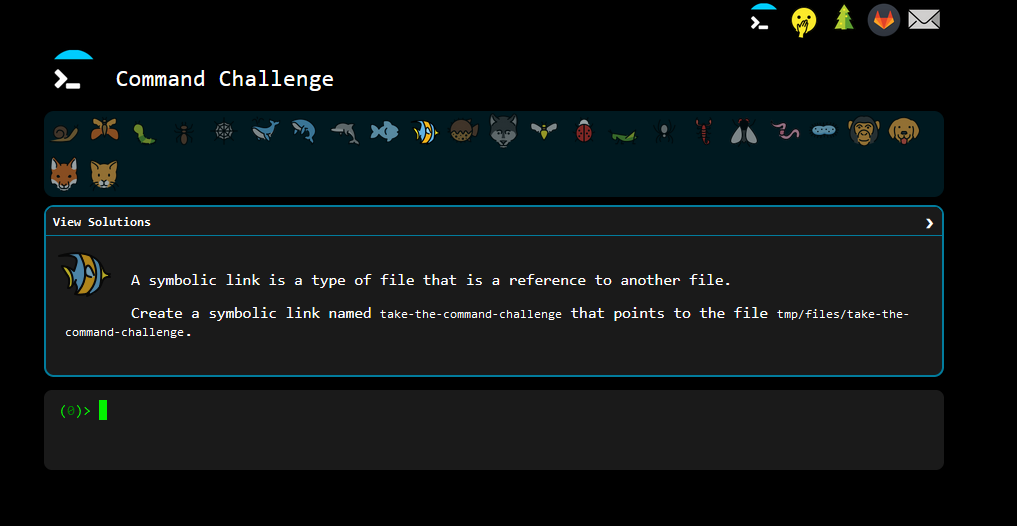 Command Challenge
View Solutions
A symbolic link is a type of file that is a reference to another file.
Create a symbolic link named take-the-command-challenge that points to the file tmp/files/take-the-
command-challenge.
(0)>